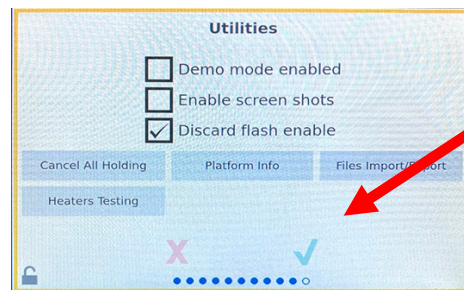 Utilities
Demo mode enabled
Enable screen shots
Discard flash enable
Cancel All Holding Platform Info Files Import/Export
Heaters Testing